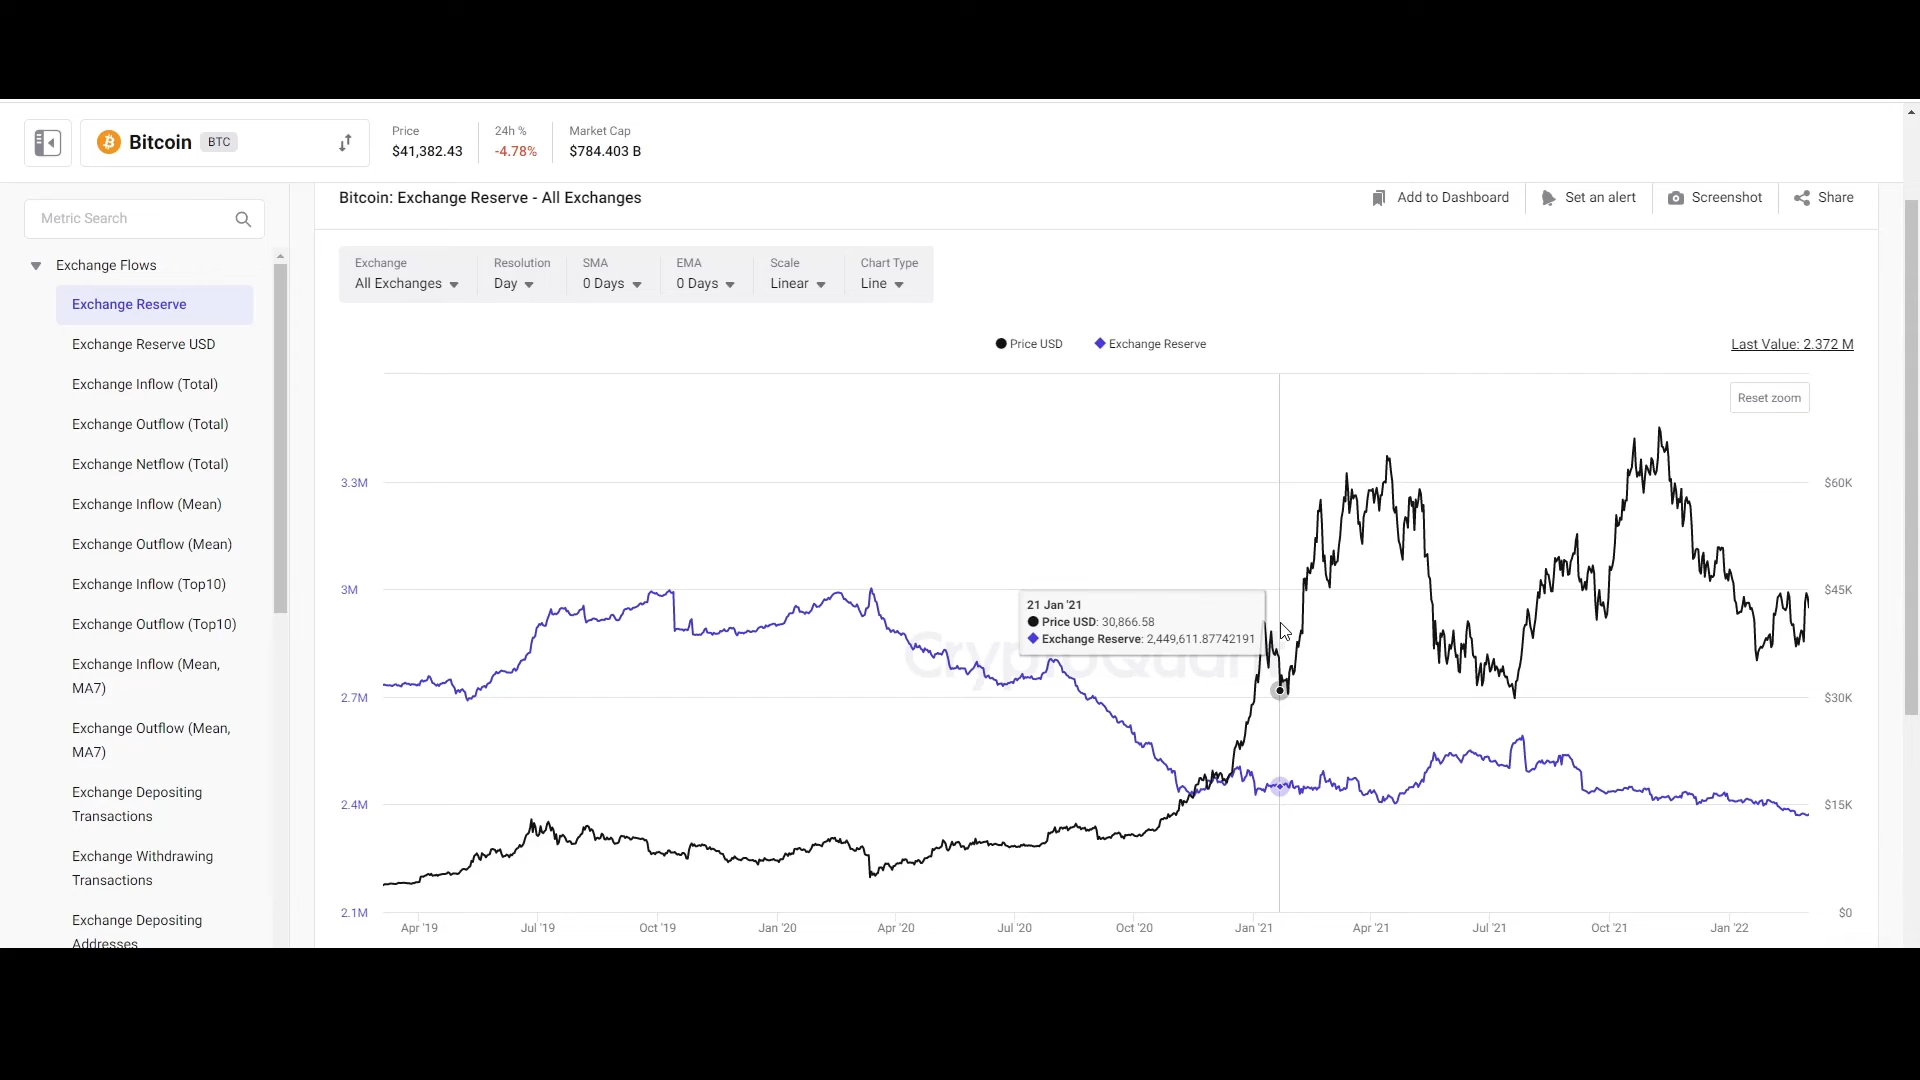 Bitcoin BTC
Price
$41,382.43
24h %
-4.78%
Market Cap
$784.403 B
Metric Search
Exchange Flows
Exchange Reserve
Exchange Reserve USD
Exchange Inflow (Total)
Exchange Outflow (Total)
Exchange Netflow (Total)
Exchange Inflow (Mean)
Exchange Outflow (Mean)
Exchange Inflow (Top10)
Exchange Outflow (Top10)
Exchange Inflow (Mean,
MA7)
Exchange Outflow (Mean,
MA7)
Exchange Depositing
Transactions
Exchange Withdrawing
Transactions
Exchange Depositing
Addresses
Bitcoin: Exchange Reserve - All Exchanges
Add to Dashboard
Set an alert
Screenshot
Share
Exchange
All Exchanges
Resolution
Day
SMA
0 Days
EMA
0 Days
Scale
Linear
Chart Type
Line
Price USD
Exchange Reserve
Last Value: 2.372 M
Reset zoom
3.3M
3M
2.7M
2.4M
2.1M
CryptoQuant
21 Jan '21
Price USD: 30,866.58
Exchange Reserve: 2,449,611.87742191
$60K
$45K
$30K
$15K
$0
Apr '19
Jul '19
Oct '19
Jan '20
Apr '20
Jul '20
Oct '20
Jan '21
Apr '21
Jul '21
Oct '21
Jan '22